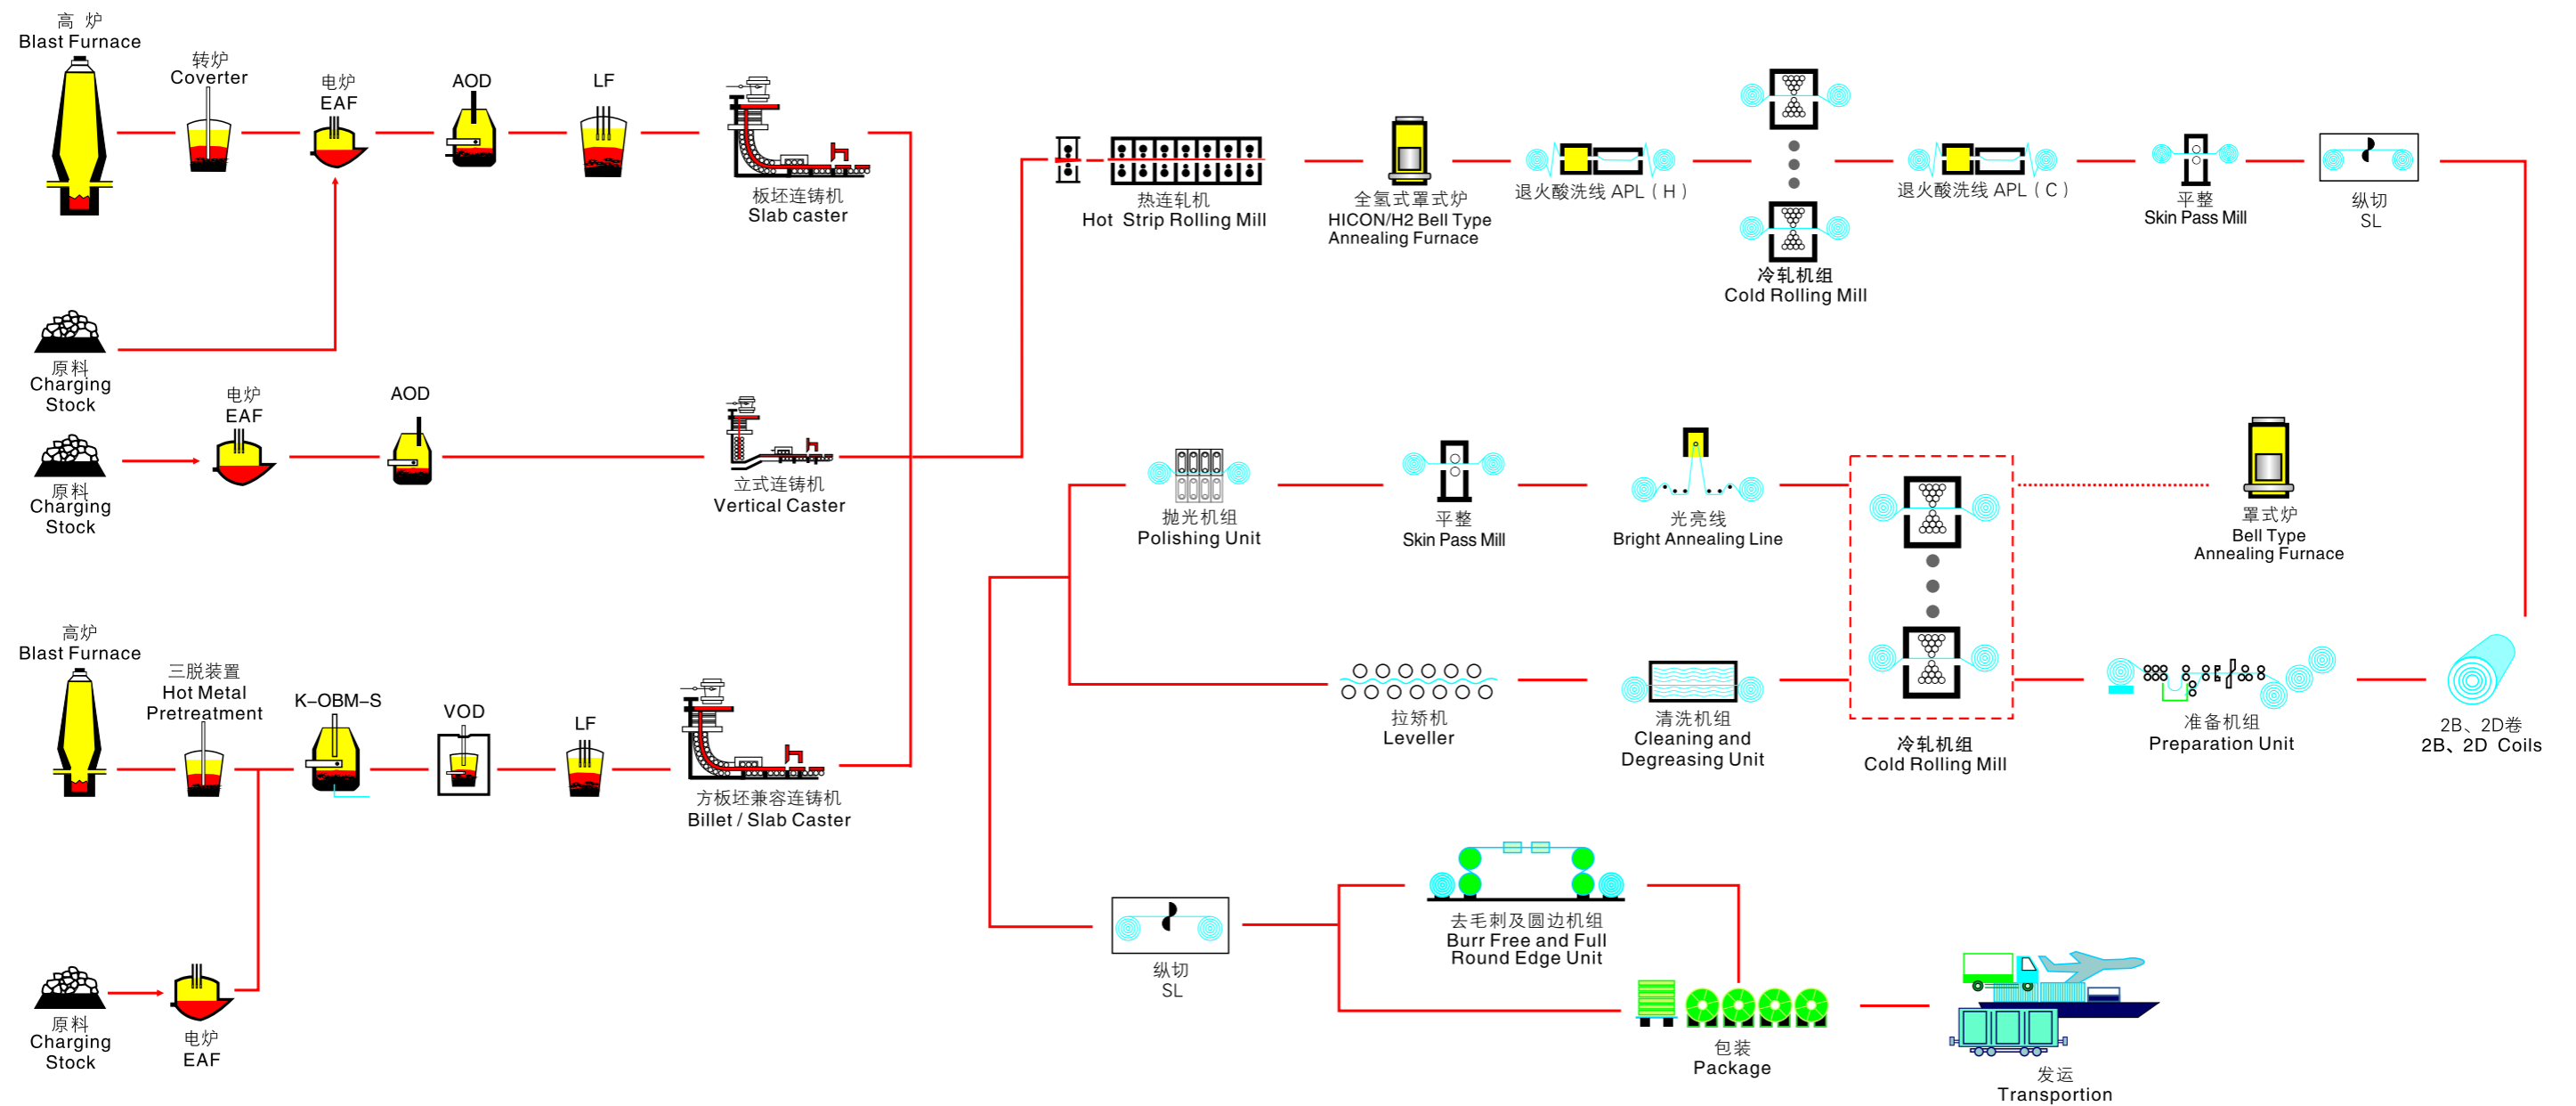 高 炉
Blast Furnace
转炉
Coverter
电炉
EAF
AOD
LF
板坯连铸机
Slab caster
原料
Charging
Stock
电炉
EAF
AOD
原料
Charging
Stock
立式连铸机
Vertical Caster
高炉
Blast Furnace
三脱装置
Hot Metal
Pretreatment
K-OBM-S
VOD
LF
方板坯兼容连铸机
Billet / Slab Caster
原料
Charging
Stock
电炉
EAF
热连轧机
Hot Strip Rolling Mill
全氢式罩式炉
HICON/H2 Bell Type
Annealing Furnace
退火酸洗线 APL（H）
冷轧机组
Cold Rolling Mill
退火酸洗线 APL（C）
平整
Skin Pass Mill
纵切
SL
抛光机组
Polishing Unit
平整
Skin Pass Mill
光亮线
Bright Annealing Line
罩式炉
Bell Type
Annealing Furnace
拉矫机
Leveller
清洗机组
Cleaning and
Degreasing Unit
冷轧机组
Cold Rolling Mill
准备机组
Preparation Unit
2B、2D卷
2B、2D Coils
纵切
SL
去毛刺及圆边机组
Burr Free and Full
Round Edge Unit
包装
Package
发运
Transportion